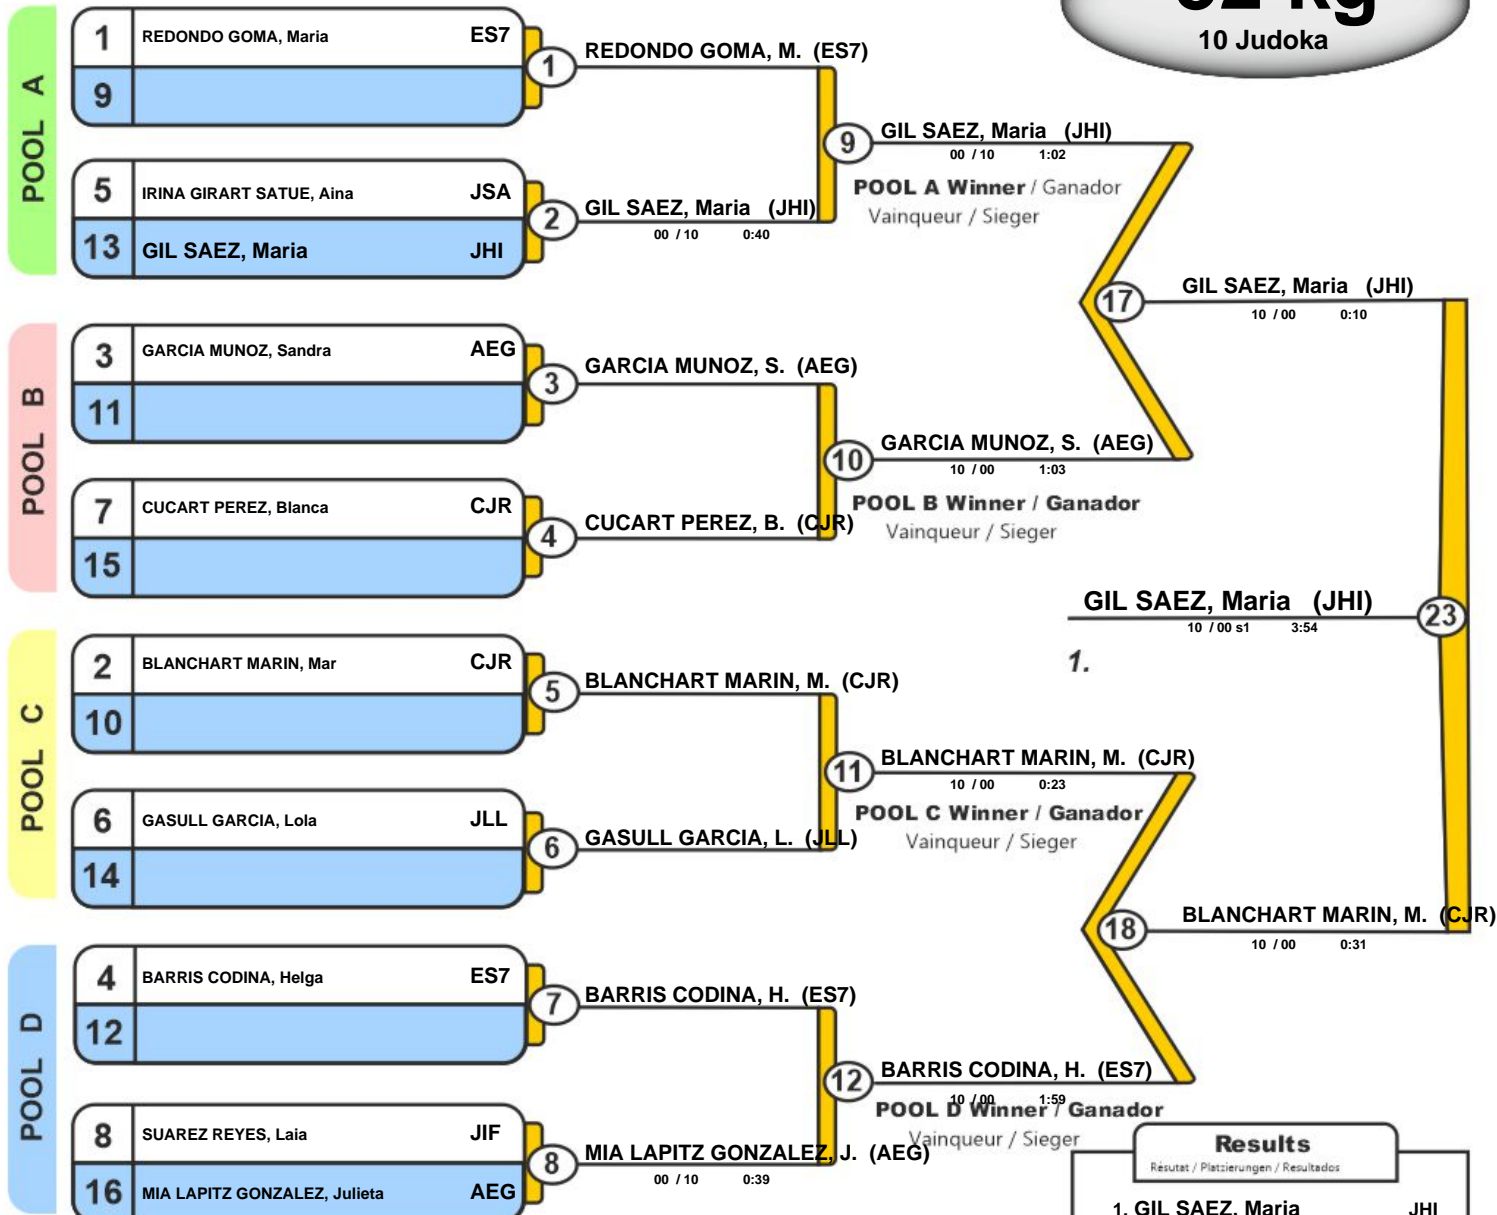 kg
10 Judoka
POOL A
1 REDONDO GOMA, Maria ES7
9
1
REDONDO GOMA, M. (ES7)
5 IRINA GIRART SATUE, Aina JSA
13 GIL SAEZ, Maria JHI
2
GIL SAEZ, Maria (JHI)
00 / 10 0:40
9
GIL SAEZ, Maria (JHI)
00 / 10 1:02
POOL A Winner / Ganador
Vainqueur / Sieger
POOL B
3 GARCIA MUNOZ, Sandra AEG
11
3
GARCIA MUNOZ, S. (AEG)
7 CUCART PEREZ, Blanca CJR
15
4
CUCART PEREZ, B. (CJR)
10
GARCIA MUNOZ, S. (AEG)
10 / 00 1:03
POOL B Winner / Ganador
Vainqueur / Sieger
17
GIL SAEZ, Maria (JHI)
10 / 00 0:10
GIL SAEZ, Maria (JHI)
10 / 00 s1 3:54
23
1.
POOL C
2 BLANCHART MARIN, Mar CJR
10
5
BLANCHART MARIN, M. (CJR)
6 GASULL GARCIA, Lola JLL
14
6
GASULL GARCIA, L. (JLL)
11
BLANCHART MARIN, M. (CJR)
10 / 00 0:23
POOL C Winner / Ganador
Vainqueur / Sieger
18
BLANCHART MARIN, M. (CJR)
10 / 00 0:31
POOL D
4 BARRIS CODINA, Helga ES7
12
7
BARRIS CODINA, H. (ES7)
8 SUAREZ REYES, Laia JIF
16 MIA LAPITZ GONZALEZ, Julieta AEG
8
MIA LAPITZ GONZALEZ, J. (AEG)
00 / 10 0:39
12
BARRIS CODINA, H. (ES7)
10 / 00 1:59
POOL D Winner / Ganador
Vainqueur / Sieger
Results
Résutat / Platzierungen / Resultados
1. GIL SAEZ, Maria JHI